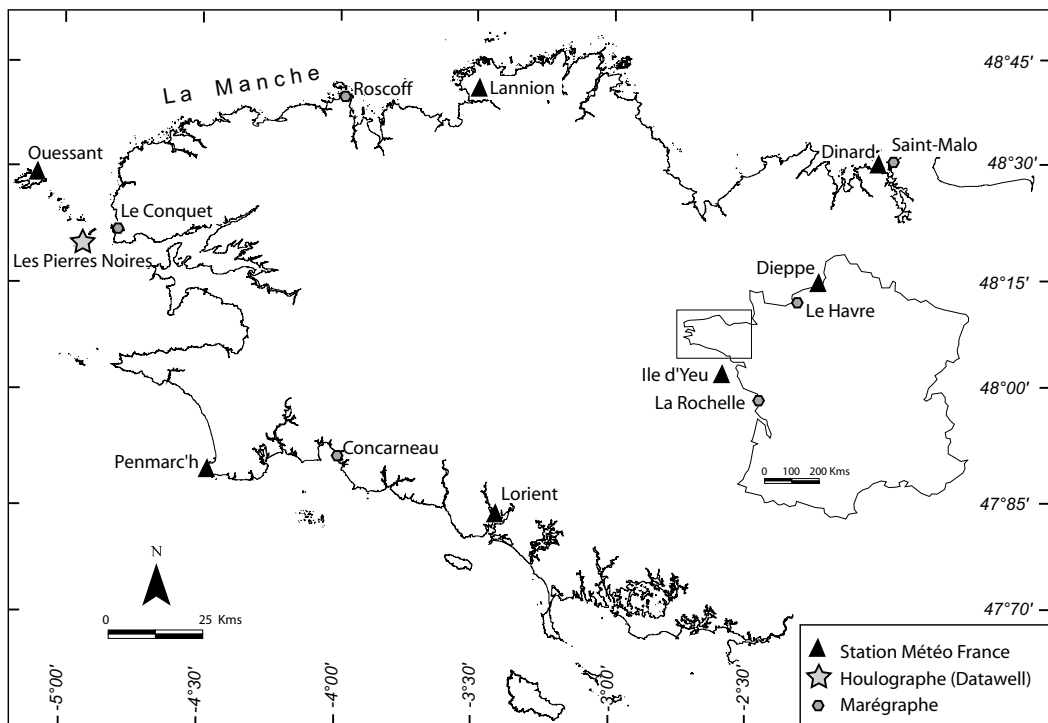 La Manche
48°45'
Roscoff
Lannion
Ouessant
Dinard
Saint-Malo
48°30'
Le Conquet
Les Pierres Noires
Dieppe
48°15'
Le Havre
Ile d'Yeu
48°00'
La Rochelle
Penmarc'h
Concarneau
0 100 200 Kms
Lorient
47°85'
N
0 25 Kms
47°70'
-5°00'
-4°30'
-4°00'
-3°30'
-3°00'
-2°30'
Station Météo France
Houlographe (Datawell)
Marégraphe